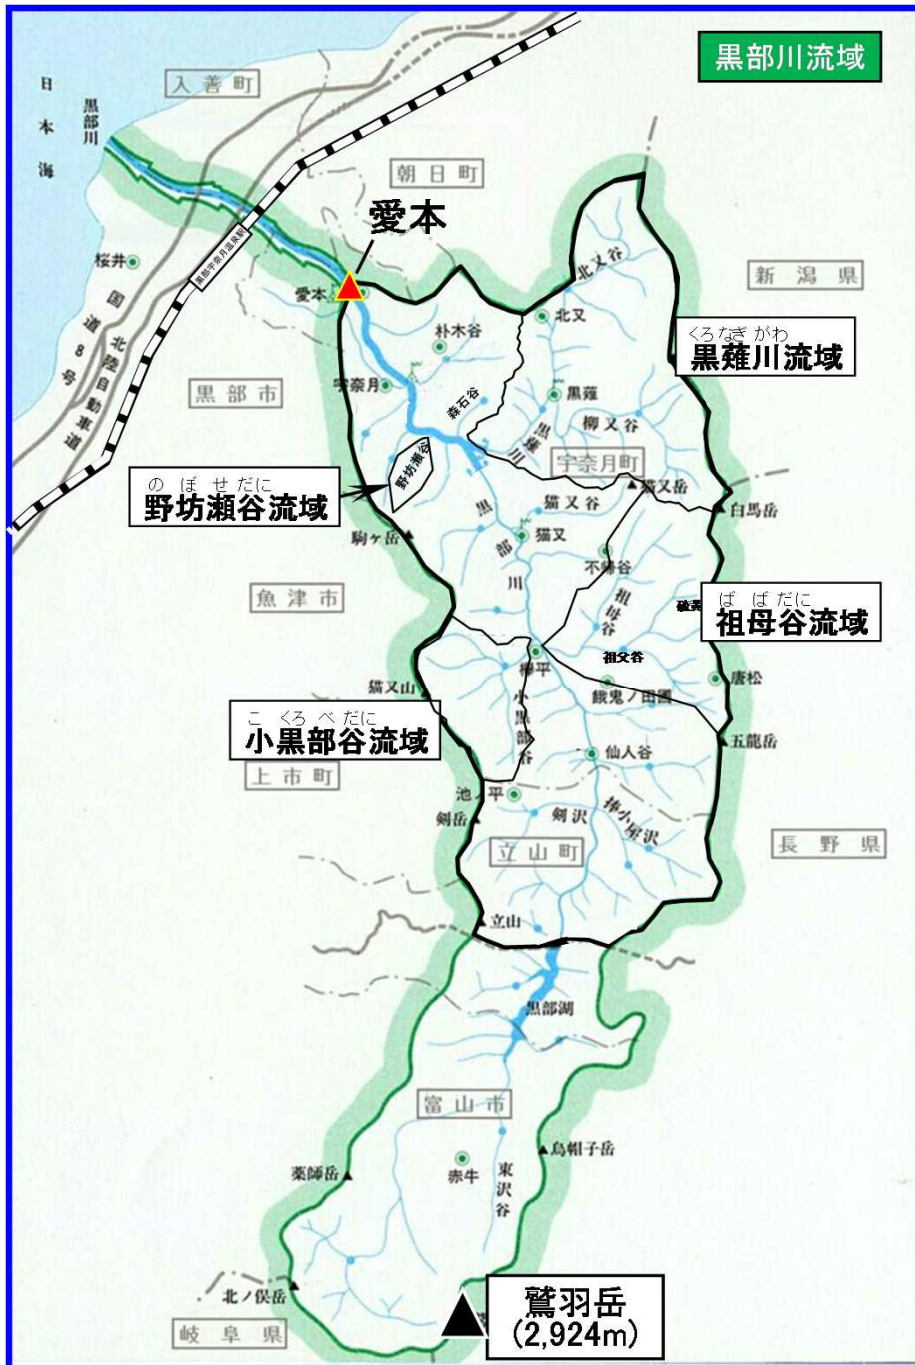 黒部川流域
入善町
日本海
黒部川
朝日町
愛本
桜井
黒部宇奈月温泉駅
愛本
北又谷
新潟県
国道8号
北陸自動車道
北又
朴木谷
くろなぎがわ
黒薙川流域
黒部市
宇奈月
森石谷
黒薙
黒薙川
柳又谷
宇奈月町
野坊瀬谷
のぼせだに
野坊瀬谷流域
猫又岳
白馬岳
猫又谷
黒部川
猫又
駒ヶ岳
不帰谷
魚津市
祖母谷
ばばだに
祖母谷流域
祖父谷
欅平
唐松
餓鬼ノ田圃
猫又山
小黒部谷
こくろべだに
小黒部谷流域
五龍岳
仙人谷
上市町
池ノ平
剣岳
剣沢
棒小屋沢
立山町
長野県
立山
黒部湖
富山市
烏帽子岳
薬師岳
赤牛
東沢谷
北ノ俣岳
岐阜県
鷲羽岳
(2,924m)